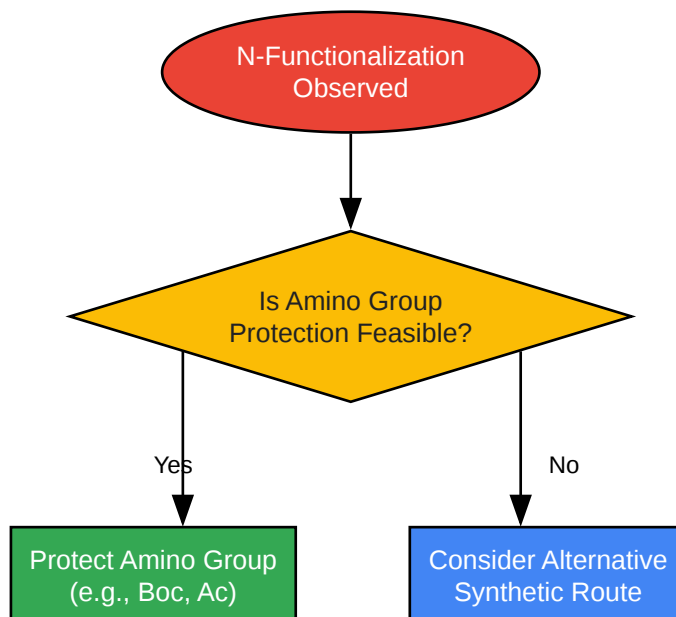 N-Functionalization
Observed
Is Amino Group
Protection Feasible?
Yes
No
Protect Amino Group
(e.g., Boc, Ac)
Consider Alternative
Synthetic Route